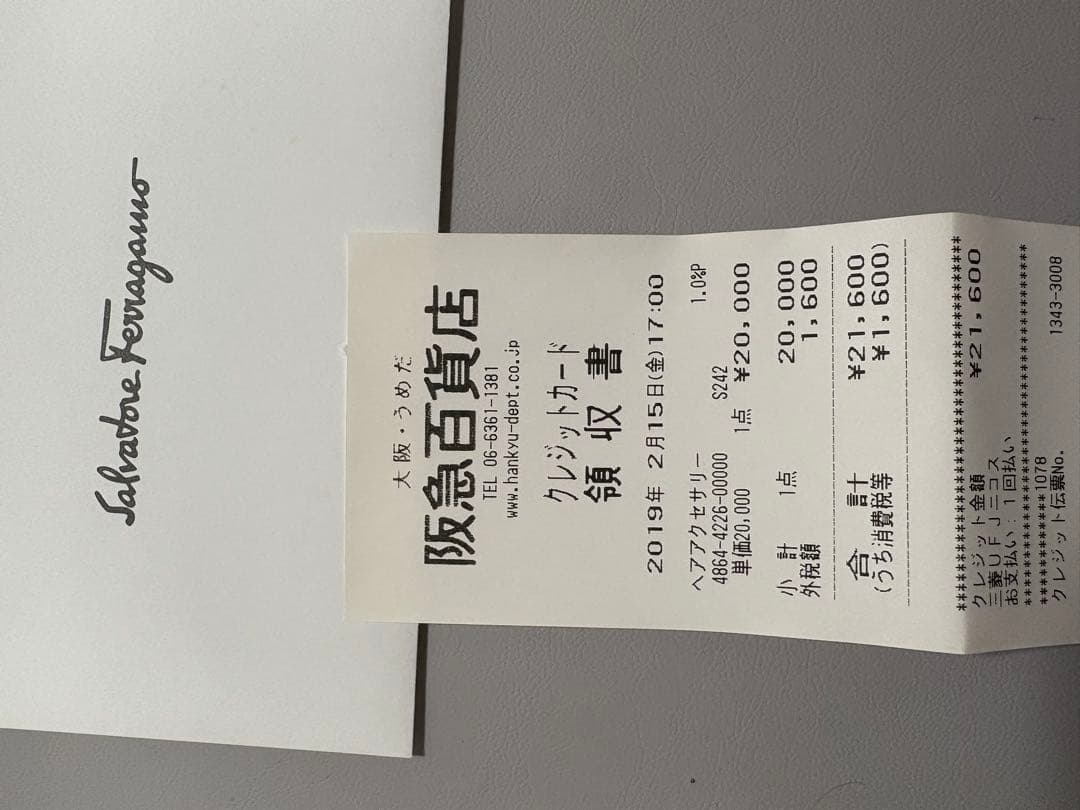 Salvatore Ferragamo
大阪・うめだ
阪急百貨店
TEL 06-6361-1381
www.hankyu-dept.co.jp
クレジットカード
領収書
2019年 2月15日(金)17:00
ヘアアクセサリー 1.0%P
4864-4226-00000 S242
単価20,000 1点 ¥20,000
小 計 1点 20,000
外税額 1,600
合 計 ¥21,600
(うち消費税等 ¥1,600)
****************************************
クレジット金額 ¥21,600
三菱UFJニコス
お支払い:1回払い
****************************************
************1078
クレジット伝票No. 1343-3008